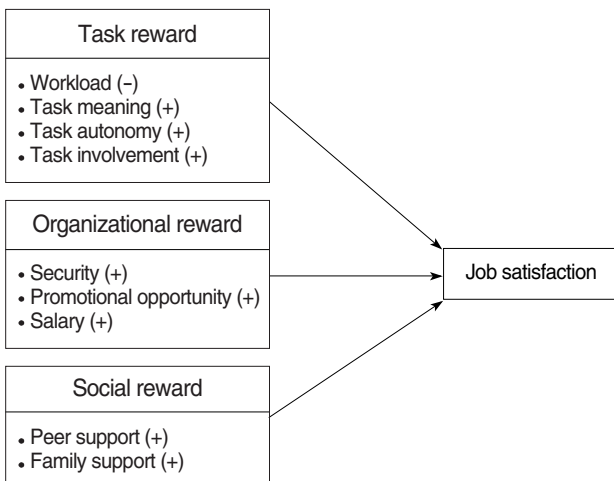 Task reward
• Workload (–)
• Task meaning (+)
• Task autonomy (+)
• Task involvement (+)
Organizational reward
• Security (+)
• Promotional opportunity (+)
• Salary (+)
Job satisfaction
Social reward
• Peer support (+)
• Family support (+)